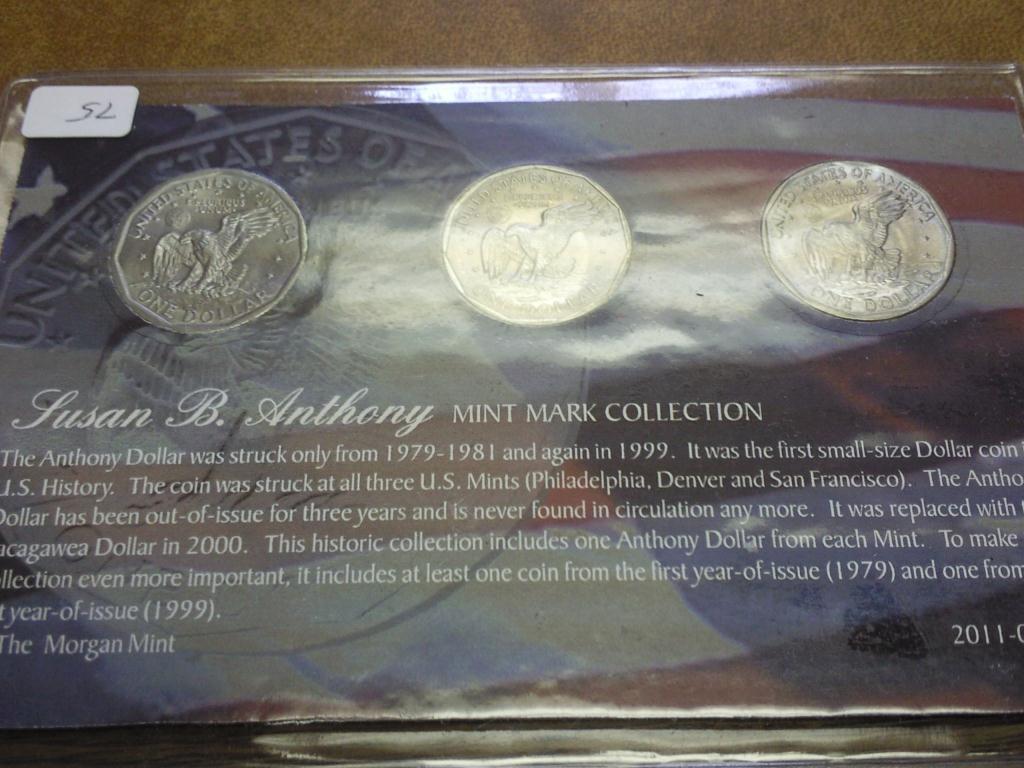 52
UNITED STATES OF
UNITED STATES OF AMERICA
E PLURIBUS
UNUM
ONE DOLLAR
UNITED STATES OF AMERICA
ONE DOLLAR
UNITED STATES OF AMERICA
ONE DOLLAR
Susan B. Anthony MINT MARK COLLECTION
The Anthony Dollar was struck only from 1979-1981 and again in 1999. It was the first small-size Dollar coin
U.S. History. The coin was struck at all three U.S. Mints (Philadelphia, Denver and San Francisco). The Antho
Dollar has been out-of-issue for three years and is never found in circulation any more. It was replaced with
acagawea Dollar in 2000. This historic collection includes one Anthony Dollar from each Mint. To make
llection even more important, it includes at least one coin from the first year-of-issue (1979) and one from
t year-of-issue (1999).
The Morgan Mint
2011-0